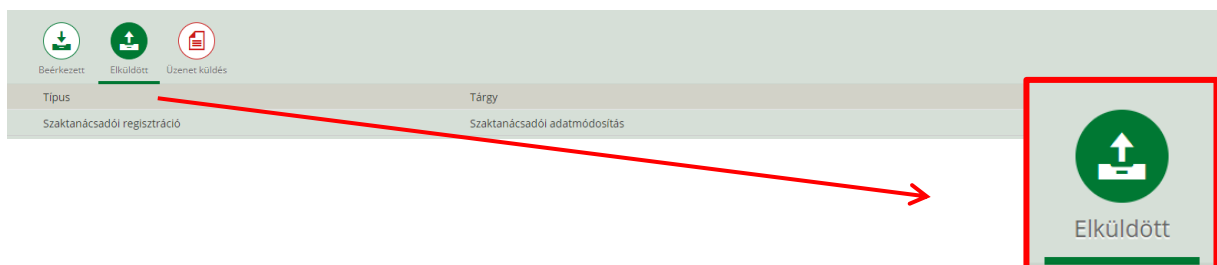 Beérkezett Elküldött Üzenet küldés
Típus Tárgy
Szaktanácsadói regisztráció Szaktanácsadói adatmódosítás
Elküldött